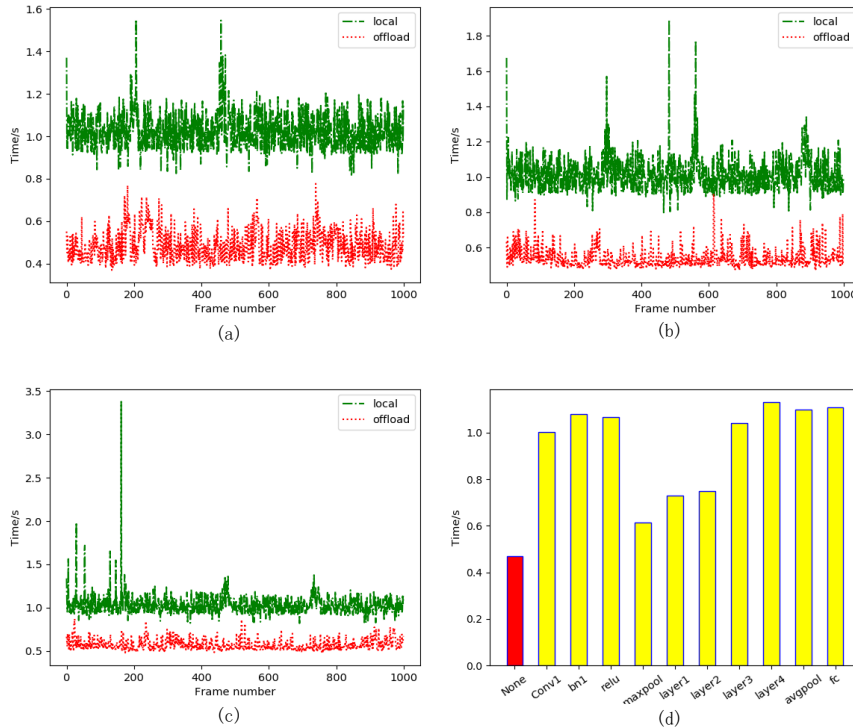 1.6
1.4
1.2
1.0
0.8
0.6
0.4
Time/s
local
offload
0 200 400 600 800 1000
Frame number
(a)
1.8
1.6
1.4
1.2
1.0
0.8
0.6
Time/s
local
offload
0 200 400 600 800 1000
Frame number
(b)
3.5
3.0
2.5
2.0
1.5
1.0
0.5
Time/s
local
offload
0 200 400 600 800 1000
Frame number
(c)
1.0
0.8
0.6
0.4
0.2
0.0
Time/s
None Conv1 bn1 relu maxpool layer1 layer2 layer3 layer4 avgpool fc
(d)